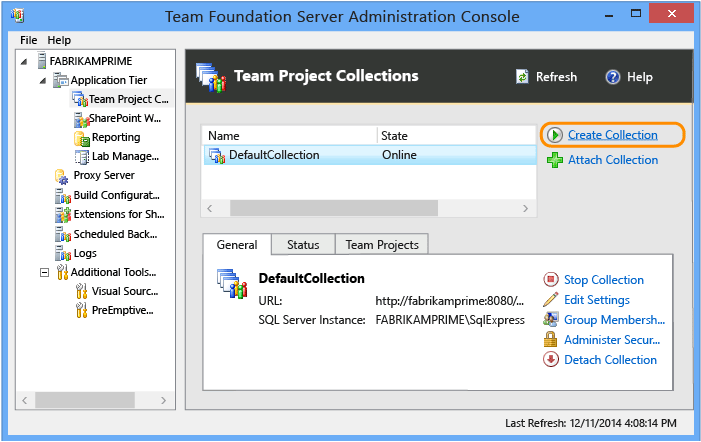 Team Foundation Server Administration Console
File Help
FABRIKAMPRIME
Application Tier
Team Project C...
SharePoint W...
Reporting
Lab Manage...
Proxy Server
Build Configurat...
Extensions for Sh...
Scheduled Back...
Logs
Additional Tools...
Visual Sourc...
PreEmptive...
Team Project Collections
Refresh
Help
Name State
DefaultCollection Online
Create Collection
Attach Collection
General Status Team Projects
DefaultCollection
URL: http://fabrikamprime:8080/...
SQL Server Instance: FABRIKAMPRIME\SqlExpress
Stop Collection
Edit Settings
Group Membersh...
Administer Secur...
Detach Collection
Last Refresh: 12/11/2014 4:08:14 PM